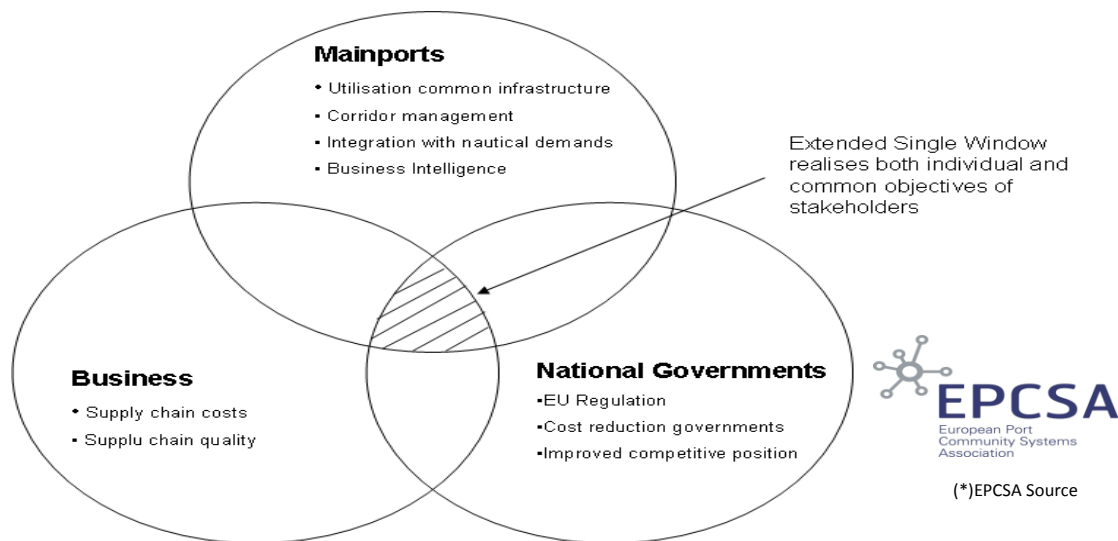 Mainports
• Utilisation common infrastructure
▪ Corridor management
▪ Integration with nautical demands
▪ Business Intelligence
Extended Single Window
realises both individual and
common objectives of
stakeholders
Business
• Supply chain costs
▪ Supplu chain quality
National Governments
▪EU Regulation
▪Cost reduction governments
▪Improved competitive position
EPCSA
European Port
Community Systems
Association
(*)EPCSA Source